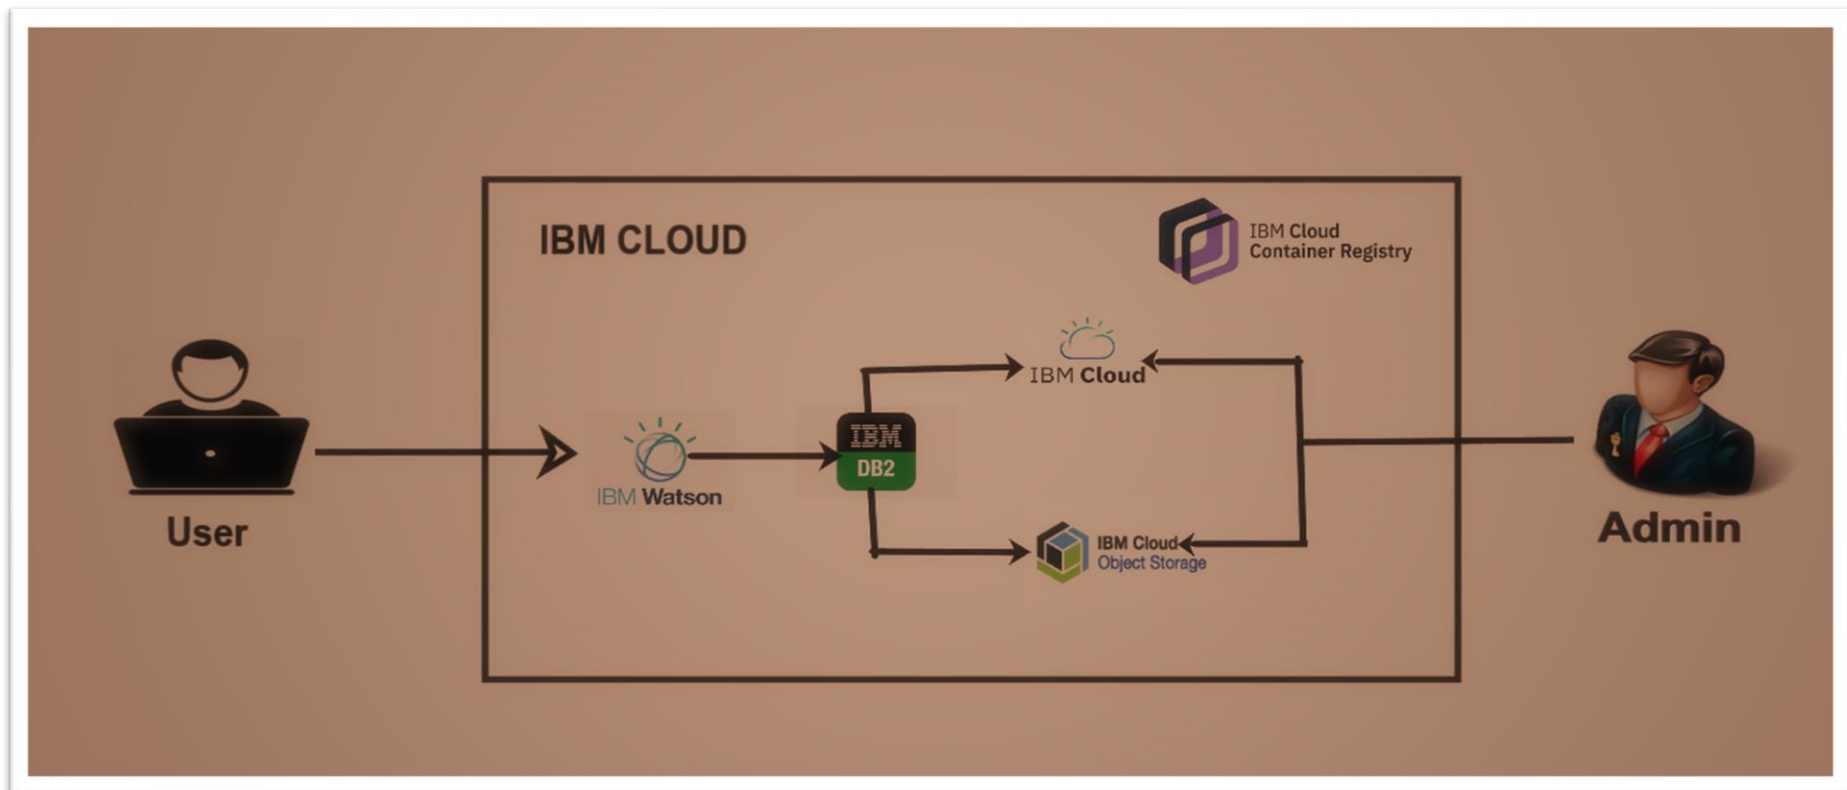 IBM CLOUD
IBM Cloud
Container Registry
IBM Cloud
IBM
DB2
IBM Watson
IBM Cloud
Object Storage
User
Admin